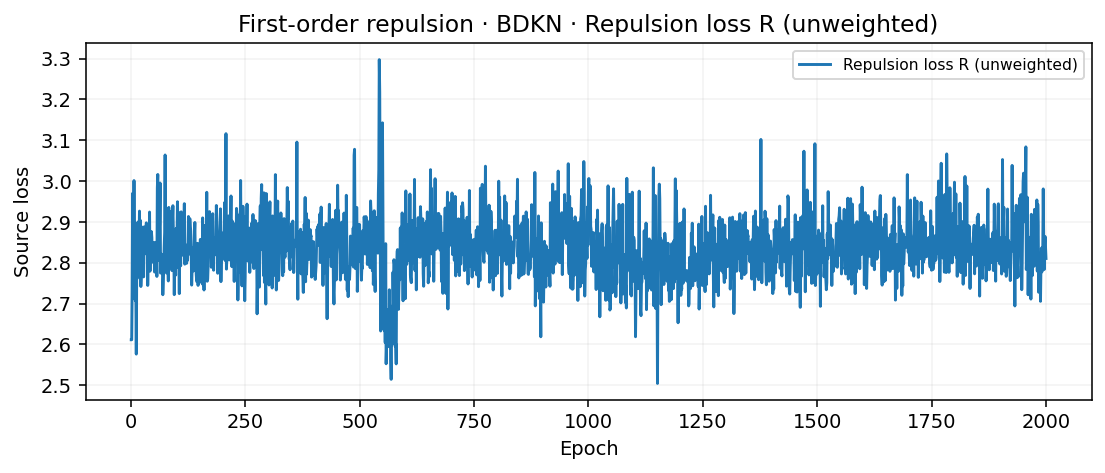 First-order repulsion · BDKN · Repulsion loss R (unweighted)
Repulsion loss R (unweighted)
Source loss
3.3
3.2
3.1
3.0
2.9
2.8
2.7
2.6
2.5
0 250 500 750 1000 1250 1500 1750 2000
Epoch